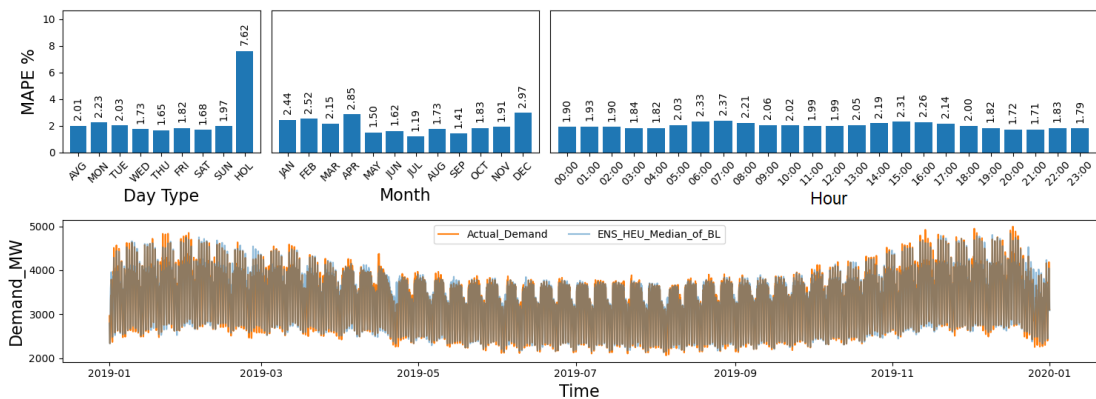 MAPE %
10
8
6
4
2
0
2.01 2.23 2.03 1.73 1.65 1.82 1.68 1.97 7.62
AVG MON TUE WED THU FRI SAT SUN HOL
Day Type
2.44 2.52 2.15 2.85 1.50 1.62 1.19 1.73 1.41 1.83 1.91 2.97
JAN FEB MAR APR MAY JUN JUL AUG SEP OCT NOV DEC
Month
1.90 1.93 1.90 1.84 1.82 2.03 2.33 2.37 2.21 2.06 2.02 1.99 1.99 2.05 2.19 2.31 2.26 2.14 2.00 1.82 1.72 1.71 1.83 1.79
00:00 01:00 02:00 03:00 04:00 05:00 06:00 07:00 08:00 09:00 10:00 11:00 12:00 13:00 14:00 15:00 16:00 17:00 18:00 19:00 20:00 21:00 22:00 23:00
Hour
Demand_MW
5000
4000
3000
2000
Actual_Demand ENS_HEU_Median_of_BL
2019-01 2019-03 2019-05 2019-07 2019-09 2019-11 2020-01
Time